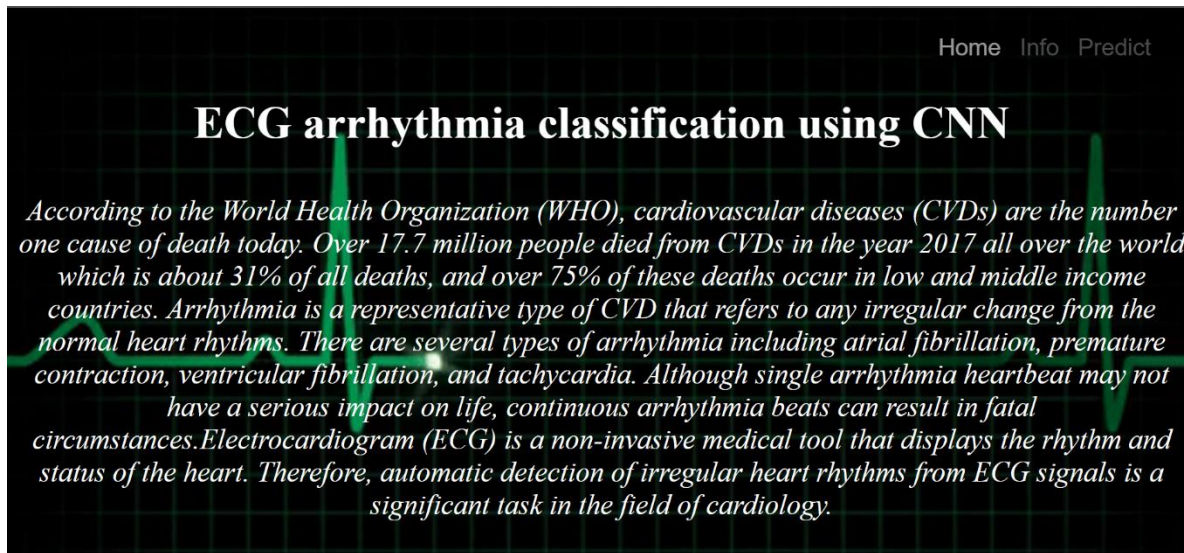 Home Info Predict
ECG arrhythmia classification using CNN
According to the World Health Organization (WHO), cardiovascular diseases (CVDs) are the number
one cause of death today. Over 17.7 million people died from CVDs in the year 2017 all over the world
which is about 31% of all deaths, and over 75% of these deaths occur in low and middle income
countries. Arrhythmia is a representative type of CVD that refers to any irregular change from the
normal heart rhythms. There are several types of arrhythmia including atrial fibrillation, premature
contraction, ventricular fibrillation, and tachycardia. Although single arrhythmia heartbeat may not
have a serious impact on life, continuous arrhythmia beats can result in fatal
circumstances.Electrocardiogram (ECG) is a non-invasive medical tool that displays the rhythm and
status of the heart. Therefore, automatic detection of irregular heart rhythms from ECG signals is a
significant task in the field of cardiology.